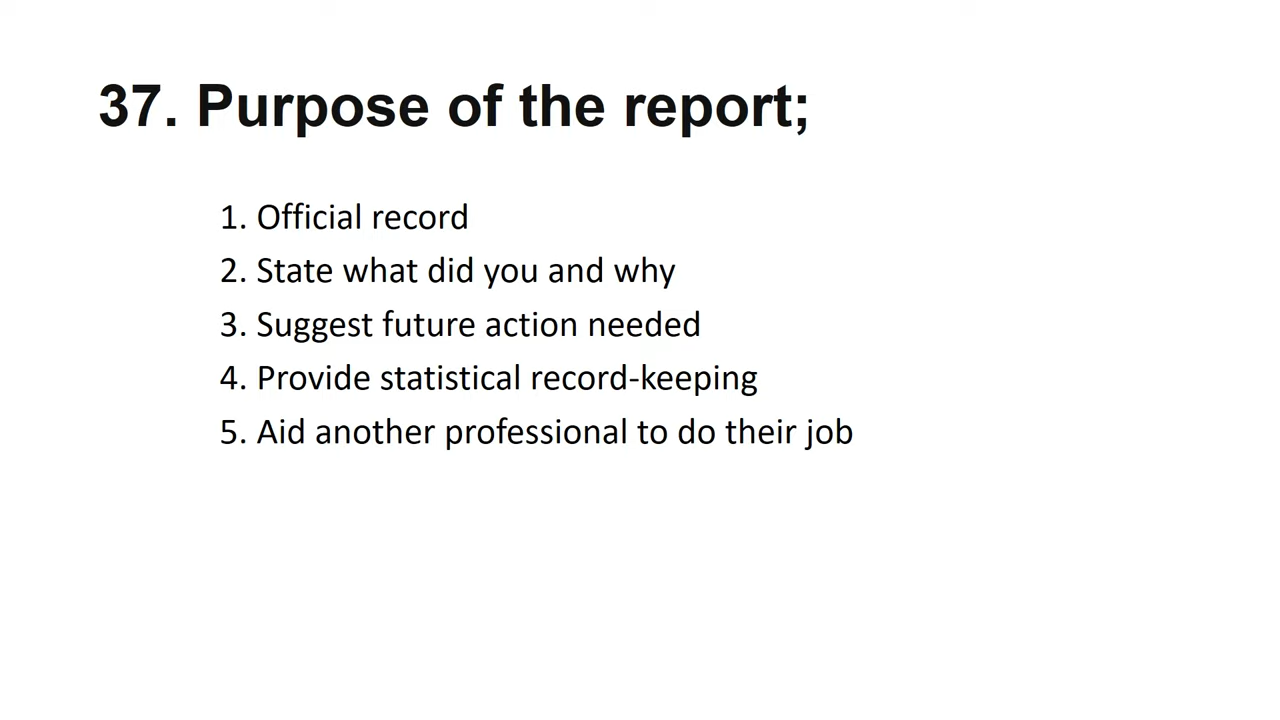 37. Purpose of the report;
1. Official record
2. State what did you and why
3. Suggest future action needed
4. Provide statistical record-keeping
5. Aid another professional to do their job